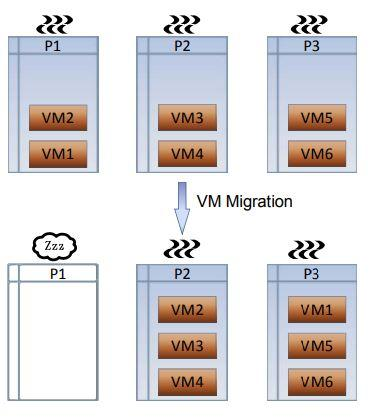 P1 P2 P3
VM2 VM3 VM5
VM1 VM4 VM6
VM Migration
Zzz
P1 P2 P3
VM2 VM1
VM3 VM5
VM4 VM6